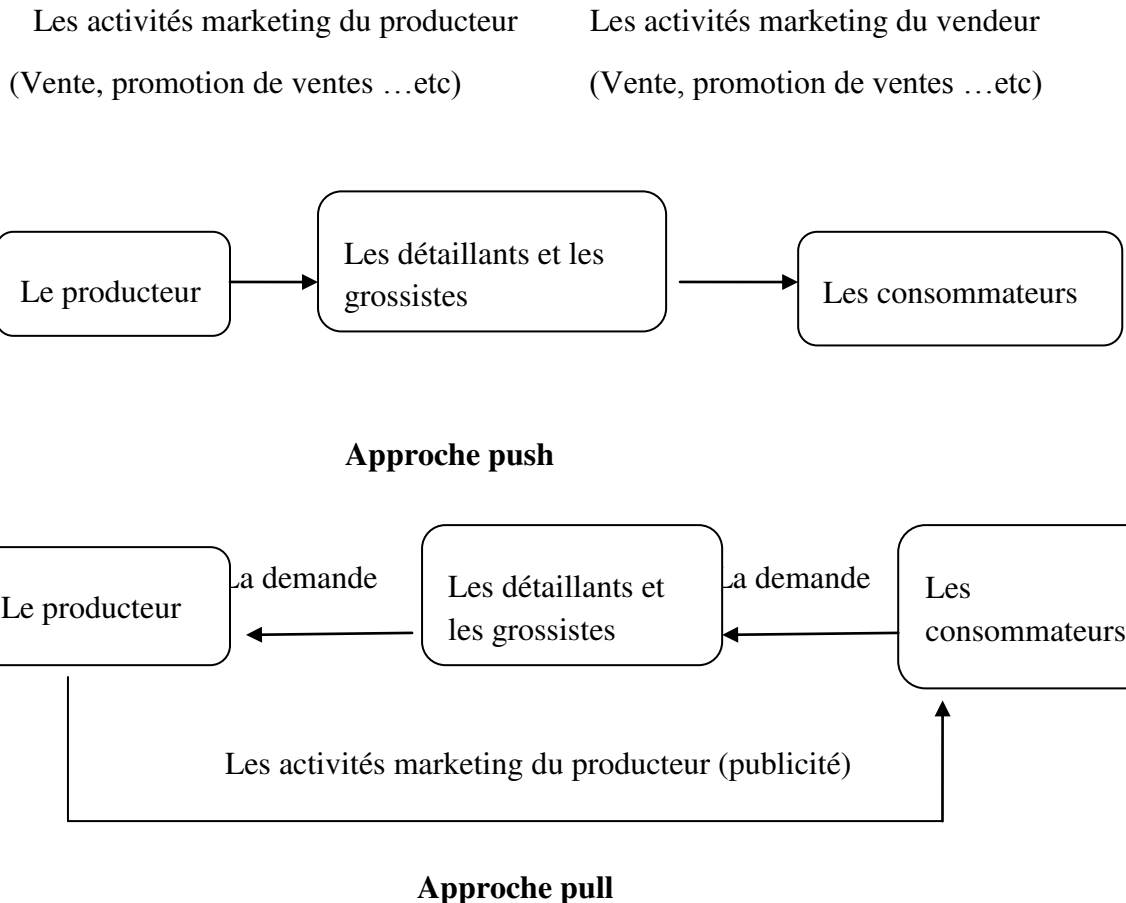 Les activités marketing du producteur
Les activités marketing du vendeur
(Vente, promotion de ventes …etc)
(Vente, promotion de ventes …etc)
Le producteur
Les détaillants et les
grossistes
Les consommateurs
Approche push
Le producteur
La demande
Les détaillants et
les grossistes
La demande
Les
consommateurs
Les activités marketing du producteur (publicité)
Approche pull